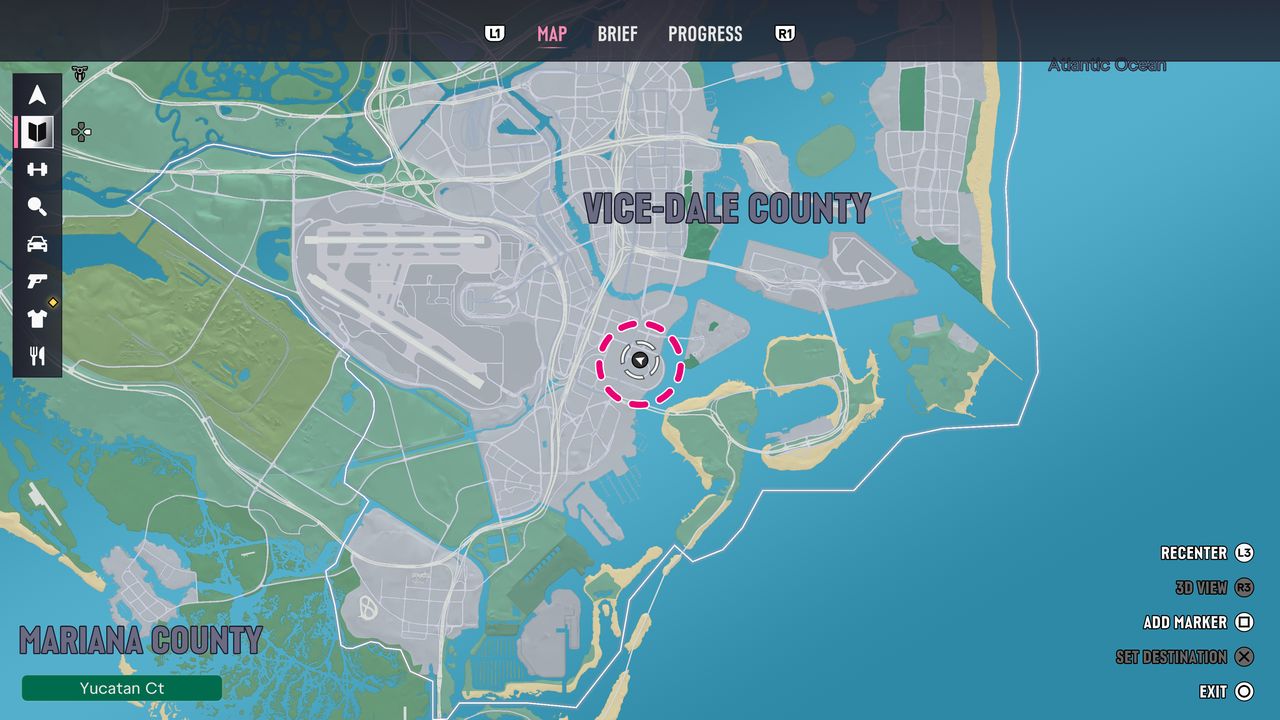 L1 MAP BRIEF PROGRESS R1
Atlantic Ocean
VICE-DALE COUNTY
RECENTER L3
3D VIEW R3
ADD MARKER
SET DESTINATION
EXIT
MARIANA COUNTY
Yucatan Ct